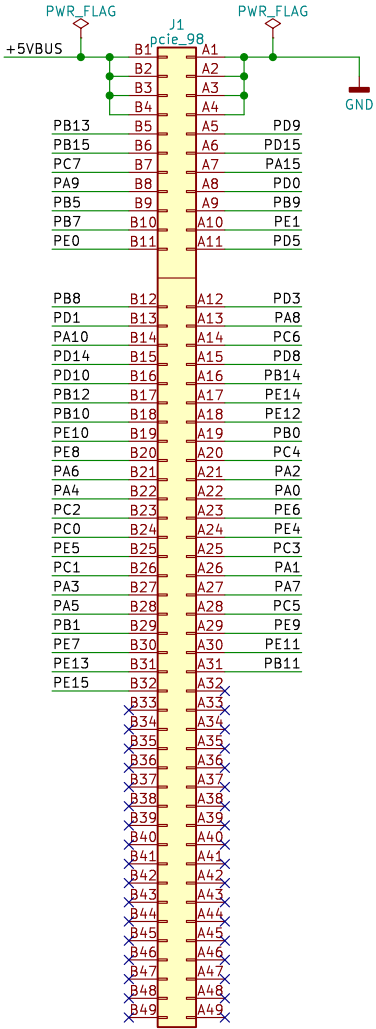 PWR_FLAG PWR_FLAG
J1
pcie_98
+5VBUS B1 A1
B2 A2
B3 A3
GND
B4 A4
PB13 B5 A5 PD9
PB15 B6 A6 PD15
PC7 B7 A7 PA15
PA9 B8 A8 PD0
PB5 B9 A9 PB9
PB7 B10 A10 PE1
PE0 B11 A11 PD5
PB8 B12 A12 PD3
PD1 B13 A13 PA8
PA10 B14 A14 PC6
PD14 B15 A15 PD8
PD10 B16 A16 PB14
PB12 B17 A17 PE14
PB10 B18 A18 PE12
PE10 B19 A19 PB0
PE8 B20 A20 PC4
PA6 B21 A21 PA2
PA4 B22 A22 PA0
PC2 B23 A23 PE6
PC0 B24 A24 PE4
PE5 B25 A25 PC3
PC1 B26 A26 PA1
PA3 B27 A27 PA7
PA5 B28 A28 PC5
PB1 B29 A29 PE9
PE7 B30 A30 PE11
PE13 B31 A31 PB11
PE15 B32 A32
B33 A33
B34 A34
B35 A35
B36 A36
B37 A37
B38 A38
B39 A39
B40 A40
B41 A41
B42 A42
B43 A43
B44 A44
B45 A45
B46 A46
B47 A47
B48 A48
B49 A49